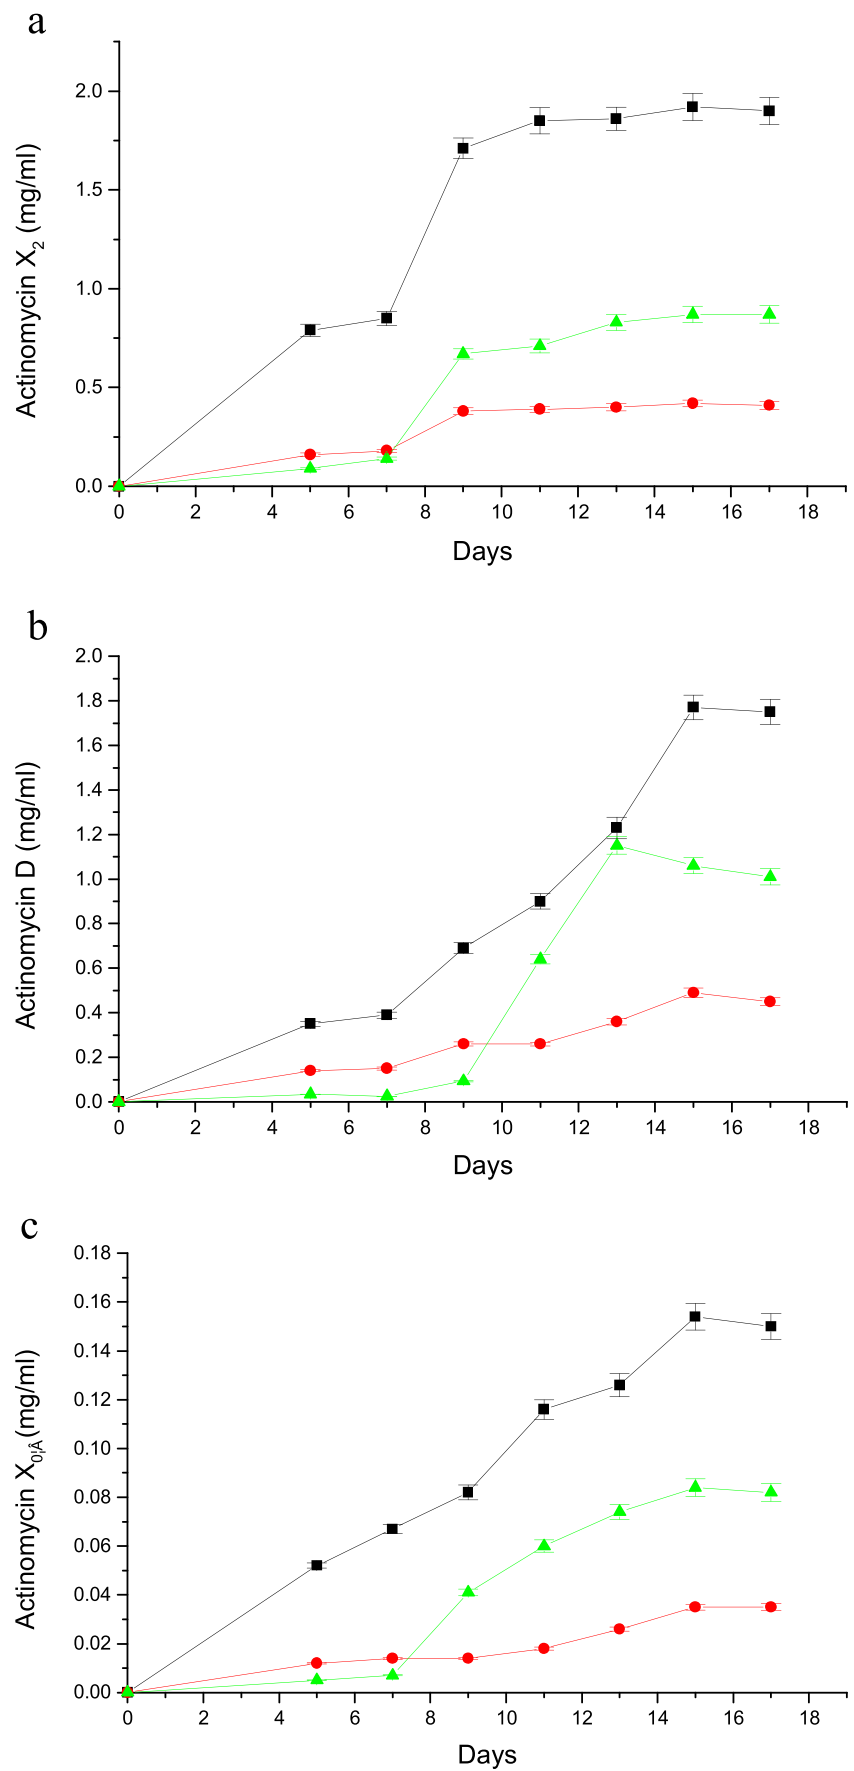 a
2.0
1.5
1.0
0.5
0.0
Actinomycin X2 (mg/ml)
0 2 4 6 8 10 12 14 16 18
Days
b
2.0
1.8
1.6
1.4
1.2
1.0
0.8
0.6
0.4
0.2
0.0
Actinomycin D (mg/ml)
0 2 4 6 8 10 12 14 16 18
Days
c
0.18
0.16
0.14
0.12
0.10
0.08
0.06
0.04
0.02
0.00
Actinomycin X0¦Â (mg/ml)
0 2 4 6 8 10 12 14 16 18
Days